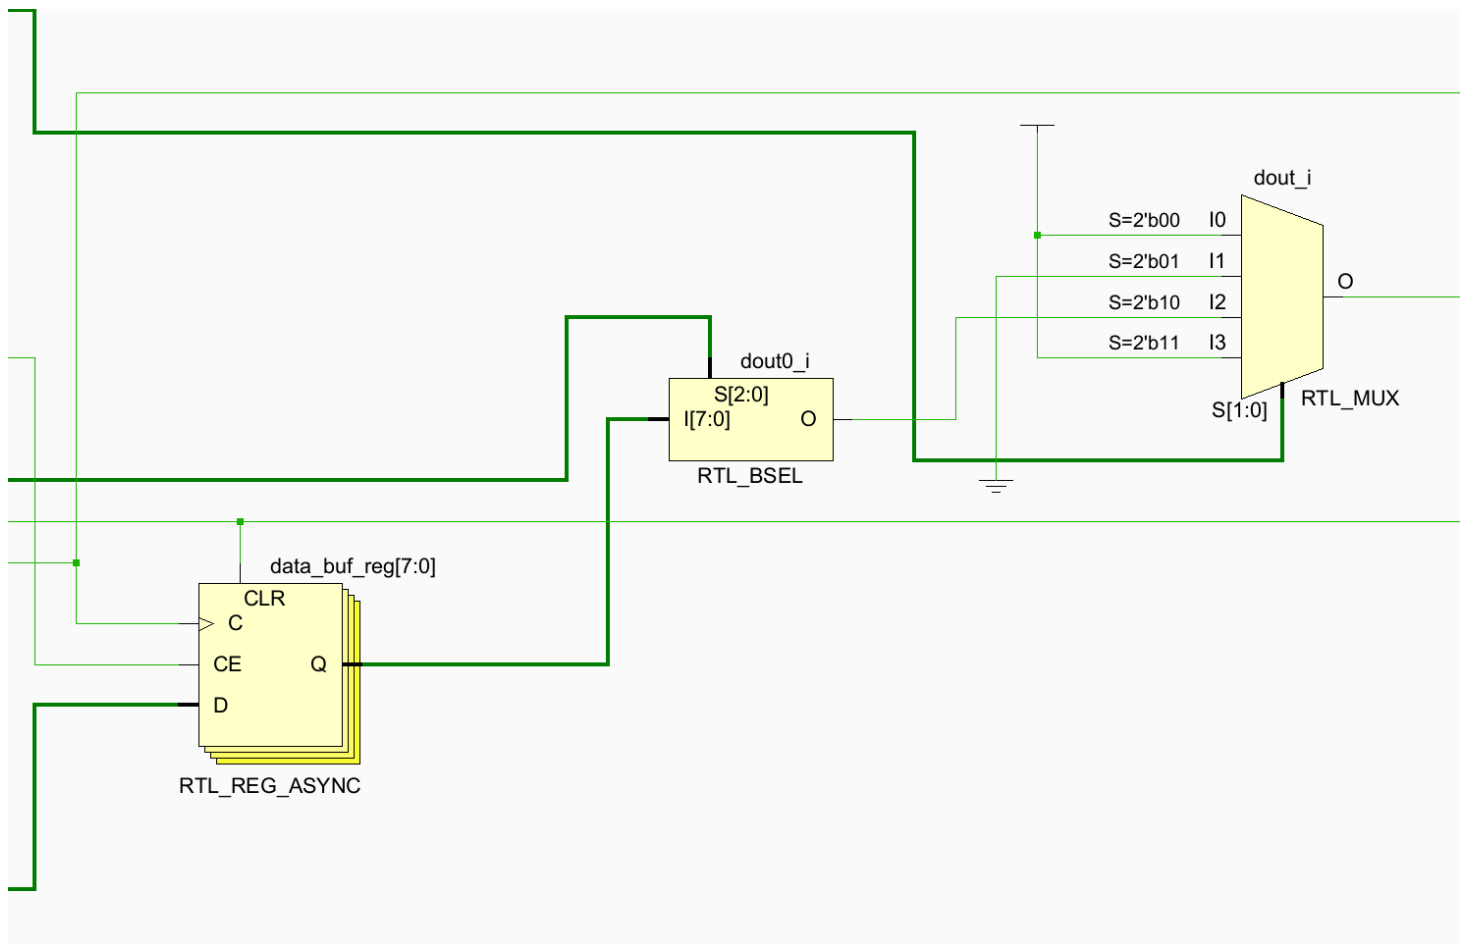 dout_i
S=2'b00 I0
S=2'b01 I1
S=2'b10 I2
S=2'b11 I3
O
S[1:0]
RTL_MUX
dout0_i
S[2:0]
I[7:0] O
RTL_BSEL
data_buf_reg[7:0]
CLR
C
CE Q
D
RTL_REG_ASYNC